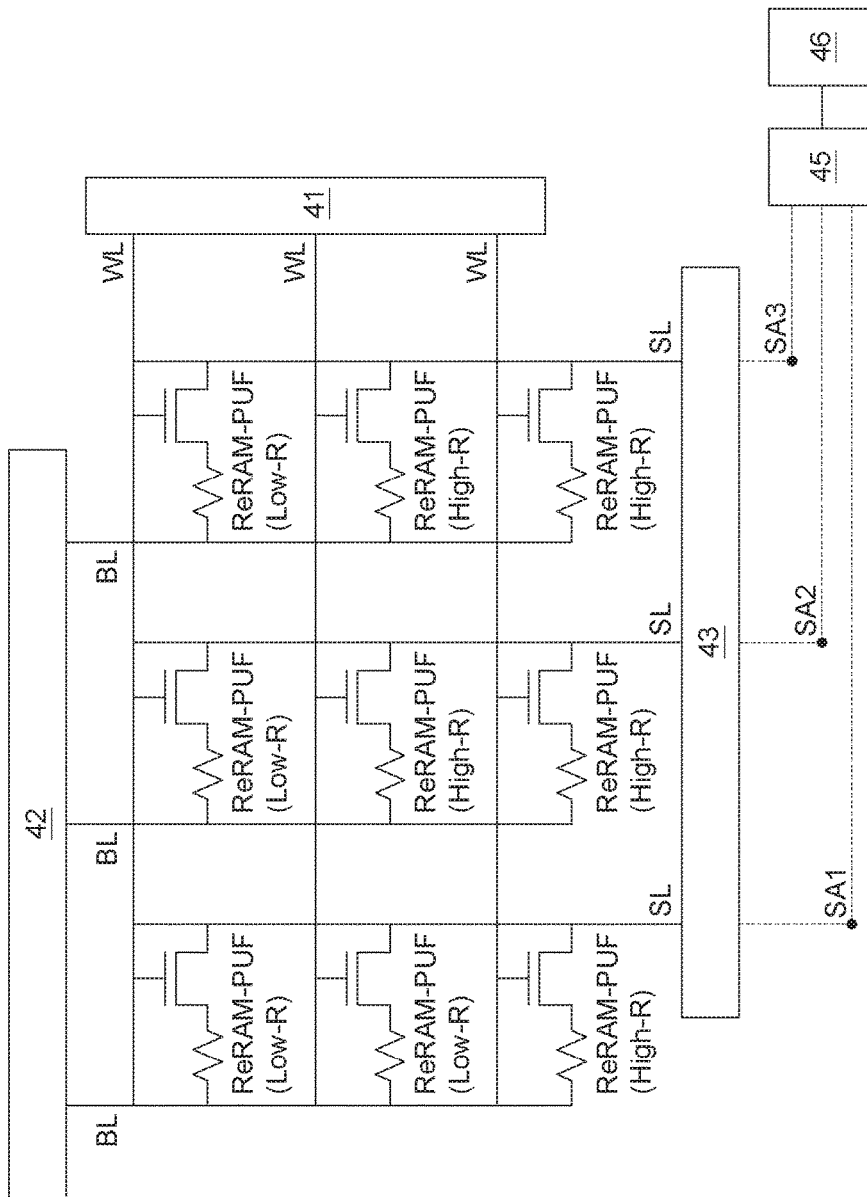 42
BL BL BL WL
ReRAM-PUF ReRAM-PUF ReRAM-PUF
(Low-R) (Low-R) (Low-R)
WL 41
ReRAM-PUF ReRAM-PUF ReRAM-PUF
(Low-R) (High-R) (High-R)
WL
ReRAM-PUF ReRAM-PUF ReRAM-PUF
(High-R) (High-R) (High-R)
SL SL SL
43
SA3
SA2 45 46
SA1